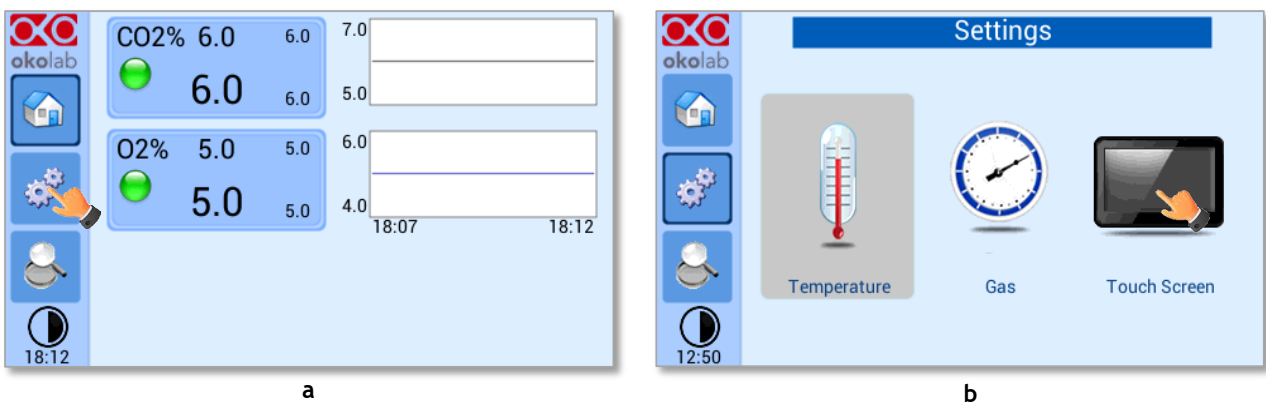 okolab
CO2% 6.0 6.0
6.0 6.0
O2% 5.0 5.0
5.0 5.0
7.0
5.0
6.0
4.0
18:07 18:12
18:12
a
okolab
Settings
Temperature Gas Touch Screen
12:50
b